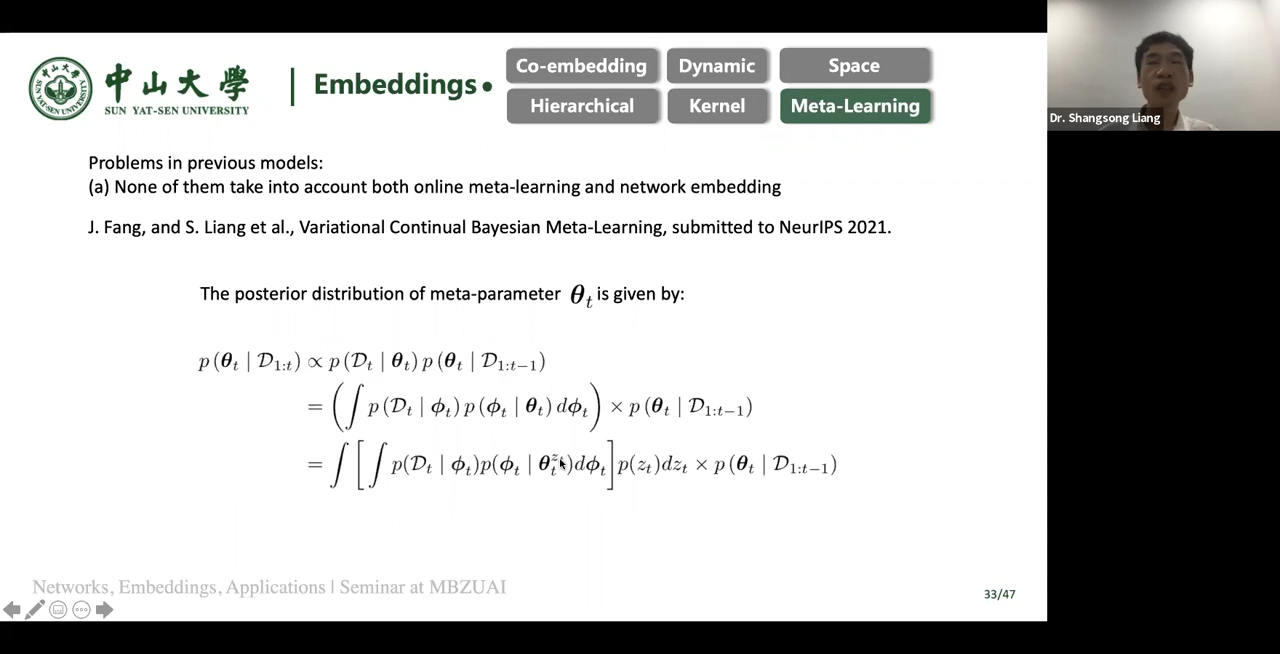 中山大學
SUN YAT-SEN UNIVERSITY
Embeddings
Co-embedding Dynamic Space
Hierarchical Kernel Meta-Learning
Dr. Shangsong Liang
Problems in previous models:
(a) None of them take into account both online meta-learning and network embedding
J. Fang, and S. Liang et al., Variational Continual Bayesian Meta-Learning, submitted to NeurIPS 2021.
The posterior distribution of meta-parameter θ_t is given by:
p(θ_t | D_{1:t}) ∝ p(D_t | θ_t) p(θ_t | D_{1:t−1})
= (∫ p(D_t | ϕ_t) p(ϕ_t | θ_t) dϕ_t) × p(θ_t | D_{1:t−1})
= ∫ [∫ p(D_t | ϕ_t)p(ϕ_t | θ_t^{z_t})dϕ_t] p(z_t)dz_t × p(θ_t | D_{1:t−1})
Networks, Embeddings, Applications | Seminar at MBZUAI
33/47